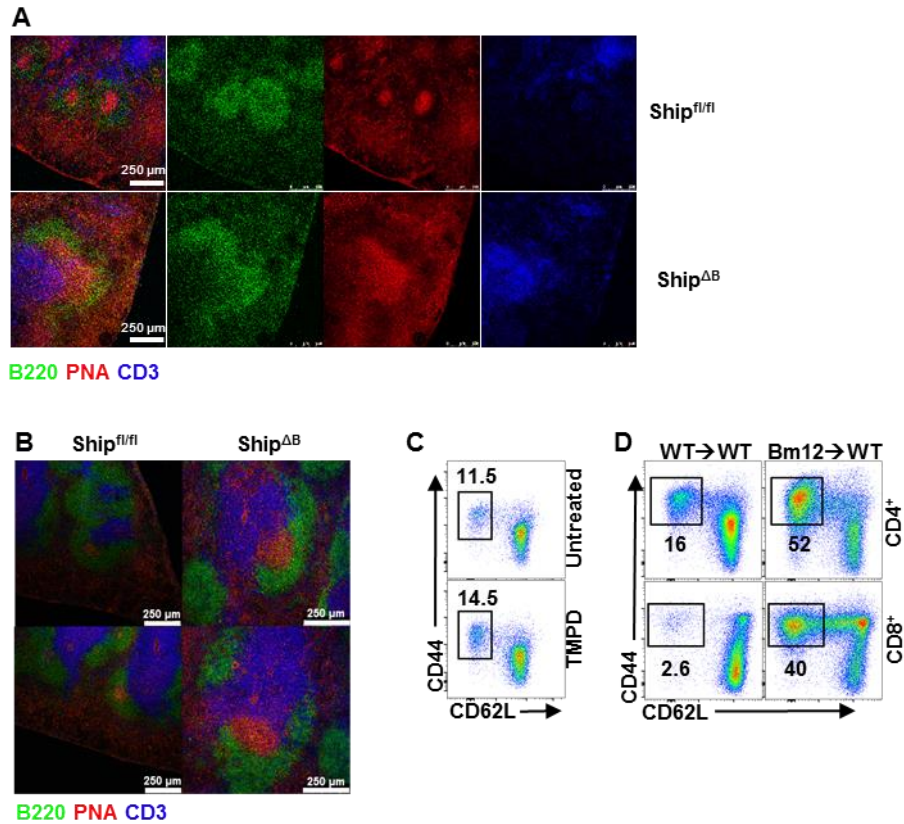 A
Ship^fl/fl
250 µm
Ship^ΔB
250 µm
B220 PNA CD3
B
Ship^fl/fl
Ship^ΔB
250 µm
250 µm
250 µm
250 µm
B220 PNA CD3
C
11.5
Untreated
14.5
TMPD
CD44
CD62L
D
WT→WT
Bm12→WT
16
52
CD4⁺
2.6
40
CD8⁺
CD44
CD62L